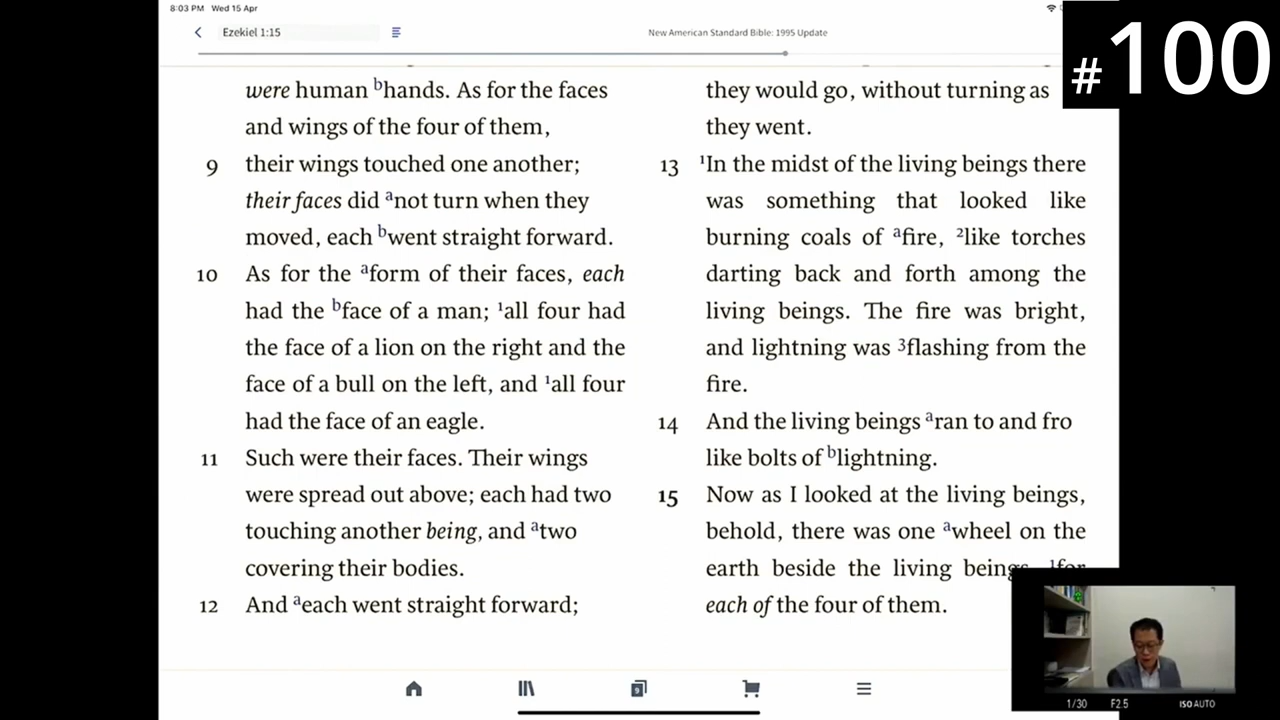 8:03 PM Wed 15 Apr
Ezekiel 1:15
New American Standard Bible: 1995 Update
#100
were human bhands. As for the faces
and wings of the four of them,
9 their wings touched one another;
their faces did anot turn when they
moved, each bwent straight forward.
10 As for the aform of their faces, each
had the bface of a man; 1all four had
the face of a lion on the right and the
face of a bull on the left, and 1all four
had the face of an eagle.
11 Such were their faces. Their wings
were spread out above; each had two
touching another being, and atwo
covering their bodies.
12 And aeach went straight forward;
they would go, without turning as
they went.
13 1In the midst of the living beings there
was something that looked like
burning coals of afire, 2like torches
darting back and forth among the
living beings. The fire was bright,
and lightning was 3flashing from the
fire.
14 And the living beings aran to and fro
like bolts of blightning.
15 Now as I looked at the living beings,
behold, there was one awheel on the
earth beside the living beings, 1for
each of the four of them.
1/30 F2.5 ISO AUTO